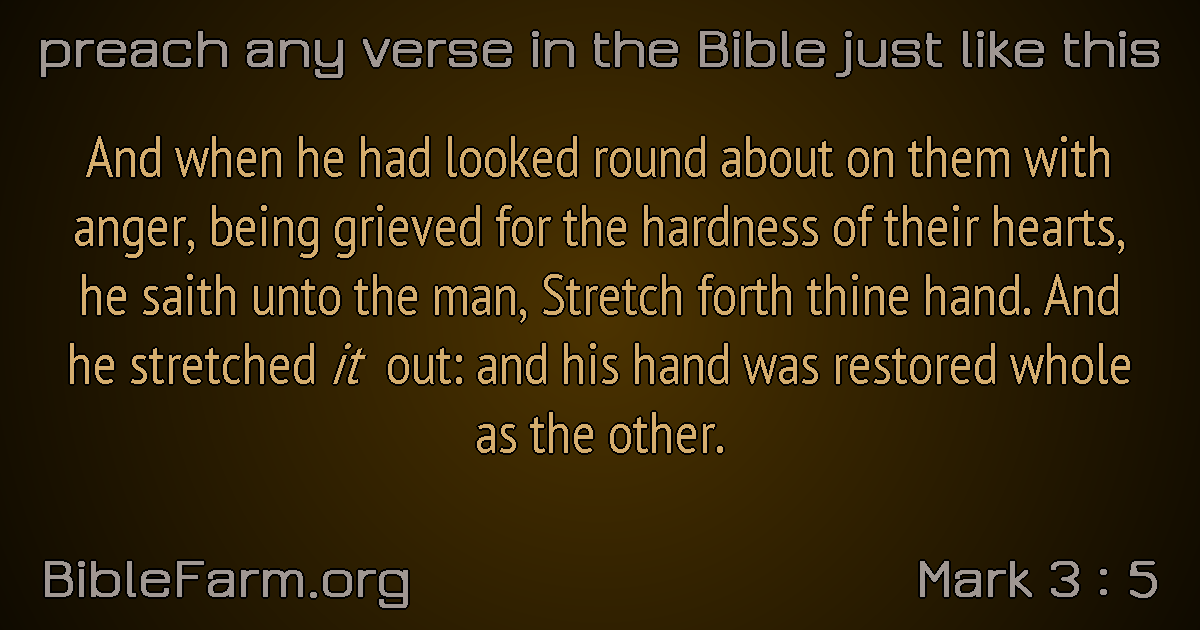 preach any verse in the Bible just like this
And when he had looked round about on them with
anger, being grieved for the hardness of their hearts,
he saith unto the man, Stretch forth thine hand. And
he stretched it out: and his hand was restored whole
as the other.
BibleFarm.org
Mark 3 : 5